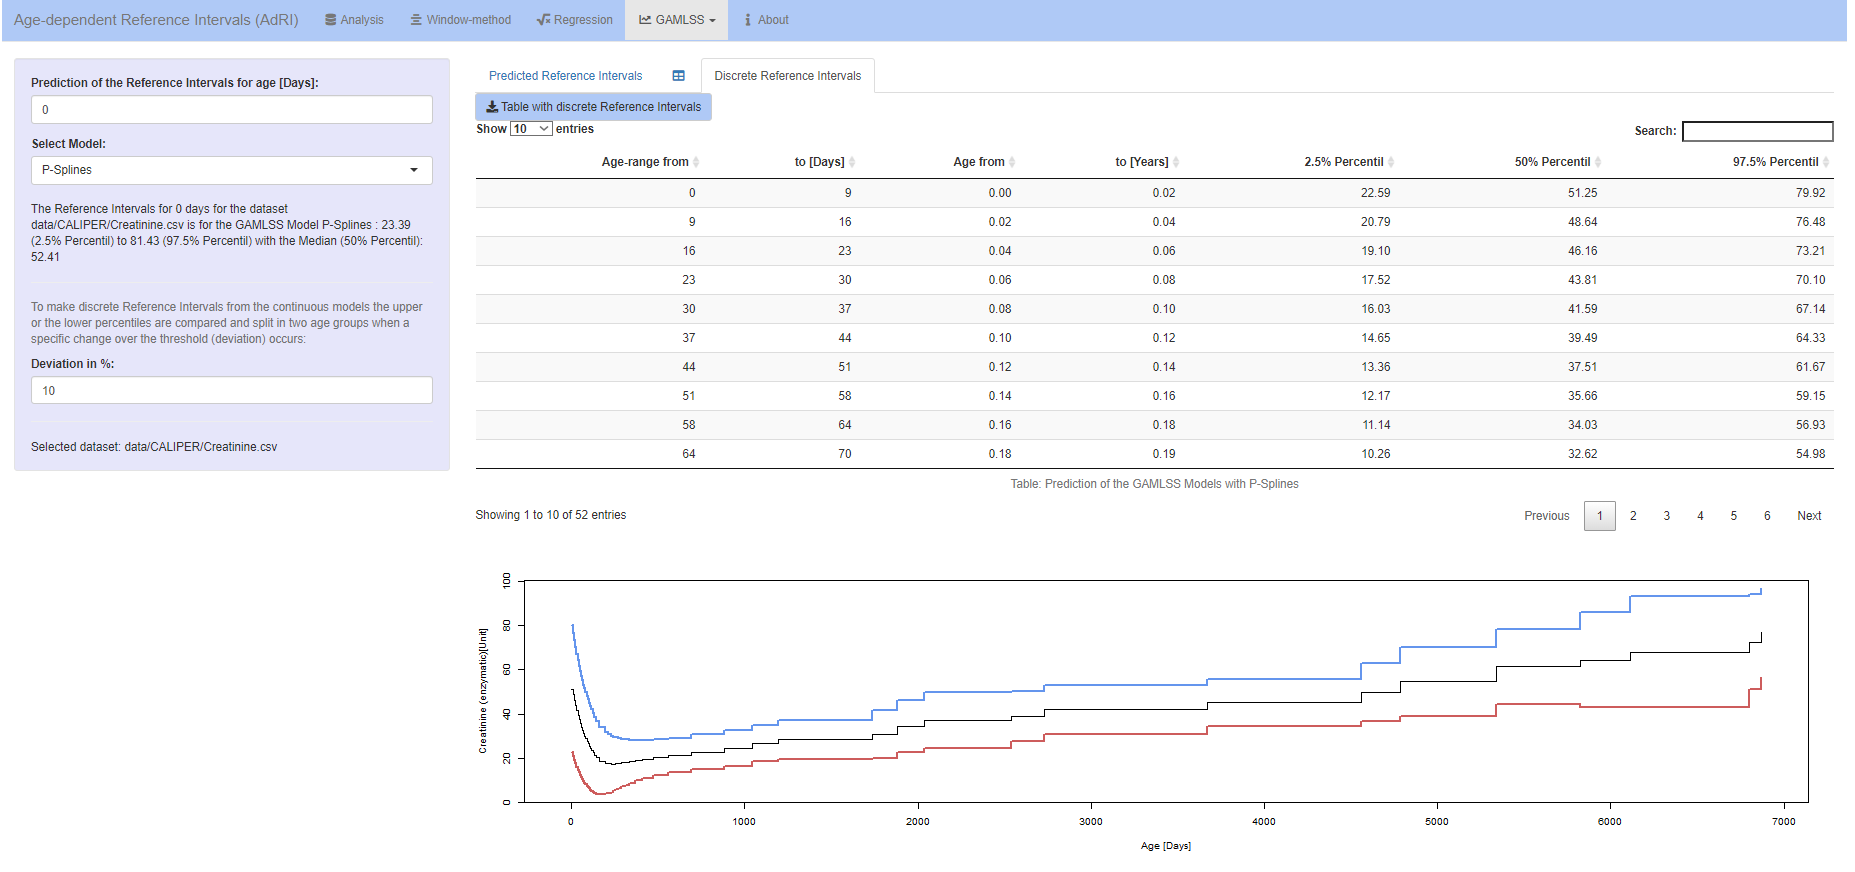 Age-dependent Reference Intervals (AdRI) Analysis Window-method Regression GAMLSS About
Prediction of the Reference Intervals for age [Days]:
0
Select Model:
P-Splines
The Reference Intervals for 0 days for the dataset
data/CALIPER/Creatinine.csv is for the GAMLSS Model P-Splines : 23.39
(2.5% Percentil) to 81.43 (97.5% Percentil) with the Median (50% Percentil):
52.41
To make discrete Reference Intervals from the continuous models the upper
or the lower percentiles are compared and split in two age groups when a
specific change over the threshold (deviation) occurs:
Deviation in %:
10
Selected dataset: data/CALIPER/Creatinine.csv
Predicted Reference Intervals Discrete Reference Intervals
Table with discrete Reference Intervals
Show 10 entries Search:
Age-range from to [Days] Age from to [Years] 2.5% Percentil 50% Percentil 97.5% Percentil
0 9 0.00 0.02 22.59 51.25 79.92
9 16 0.02 0.04 20.79 48.64 76.48
16 23 0.04 0.06 19.10 46.16 73.21
23 30 0.06 0.08 17.52 43.81 70.10
30 37 0.08 0.10 16.03 41.59 67.14
37 44 0.10 0.12 14.65 39.49 64.33
44 51 0.12 0.14 13.36 37.51 61.67
51 58 0.14 0.16 12.17 35.66 59.15
58 64 0.16 0.18 11.14 34.03 56.93
64 70 0.18 0.19 10.26 32.62 54.98
Table: Prediction of the GAMLSS Models with P-Splines
Showing 1 to 10 of 52 entries Previous 1 2 3 4 5 6 Next
Creatinine (enzymatic)[Unit]
100
80
60
40
20
0
0 1000 2000 3000 4000 5000 6000 7000
Age [Days]